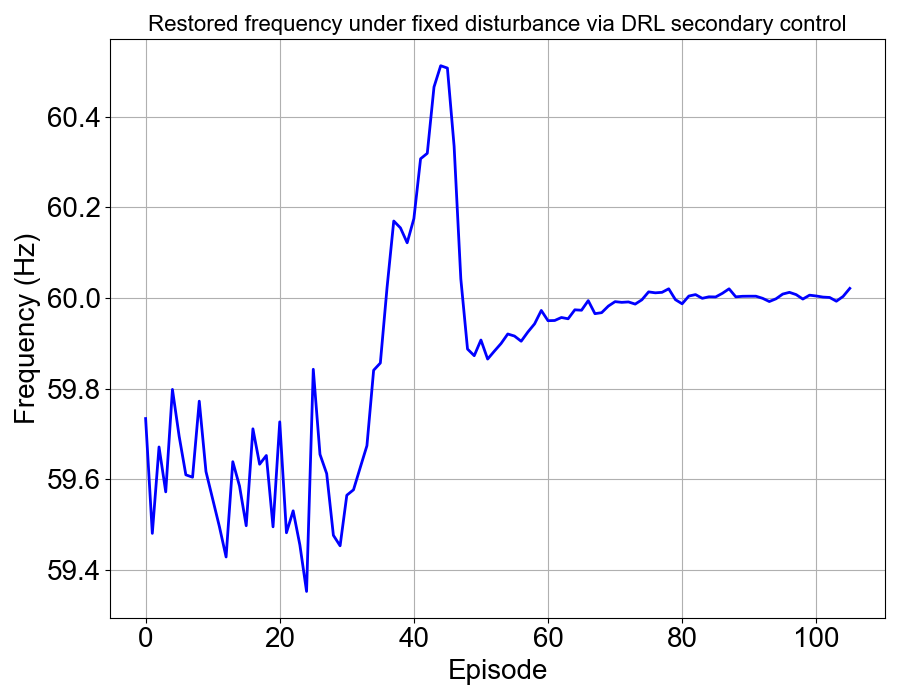 Restored frequency under fixed disturbance via DRL secondary control
60.4
60.2
60.0
59.8
59.6
59.4
Frequency (Hz)
0 20 40 60 80 100
Episode